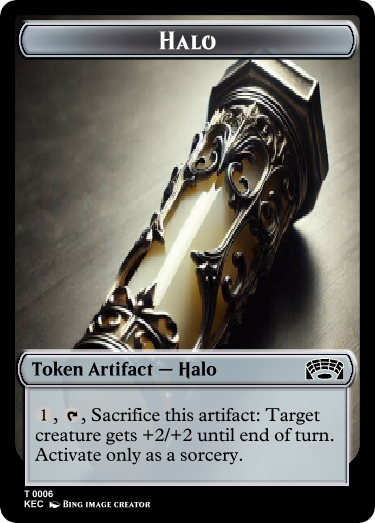 Halo
Token Artifact — Halo
1, T, Sacrifice this artifact: Target
creature gets +2/+2 until end of turn.
Activate only as a sorcery.
T 0006
KEC Bing image creator